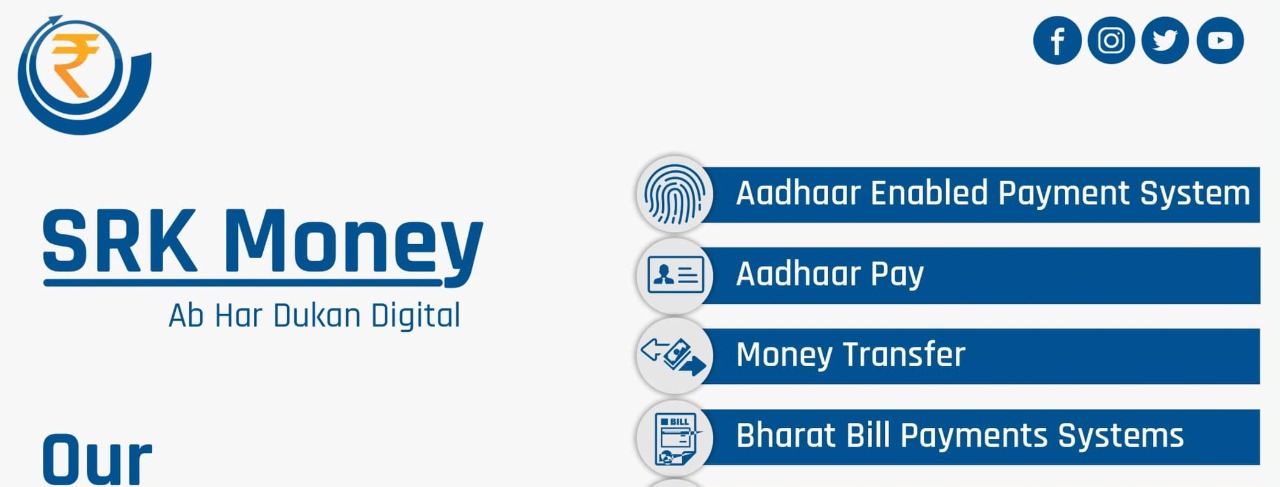 SRK Money
Ab Har Dukan Digital
Our
Aadhaar Enabled Payment System
Aadhaar Pay
Money Transfer
BILL
Bharat Bill Payments Systems